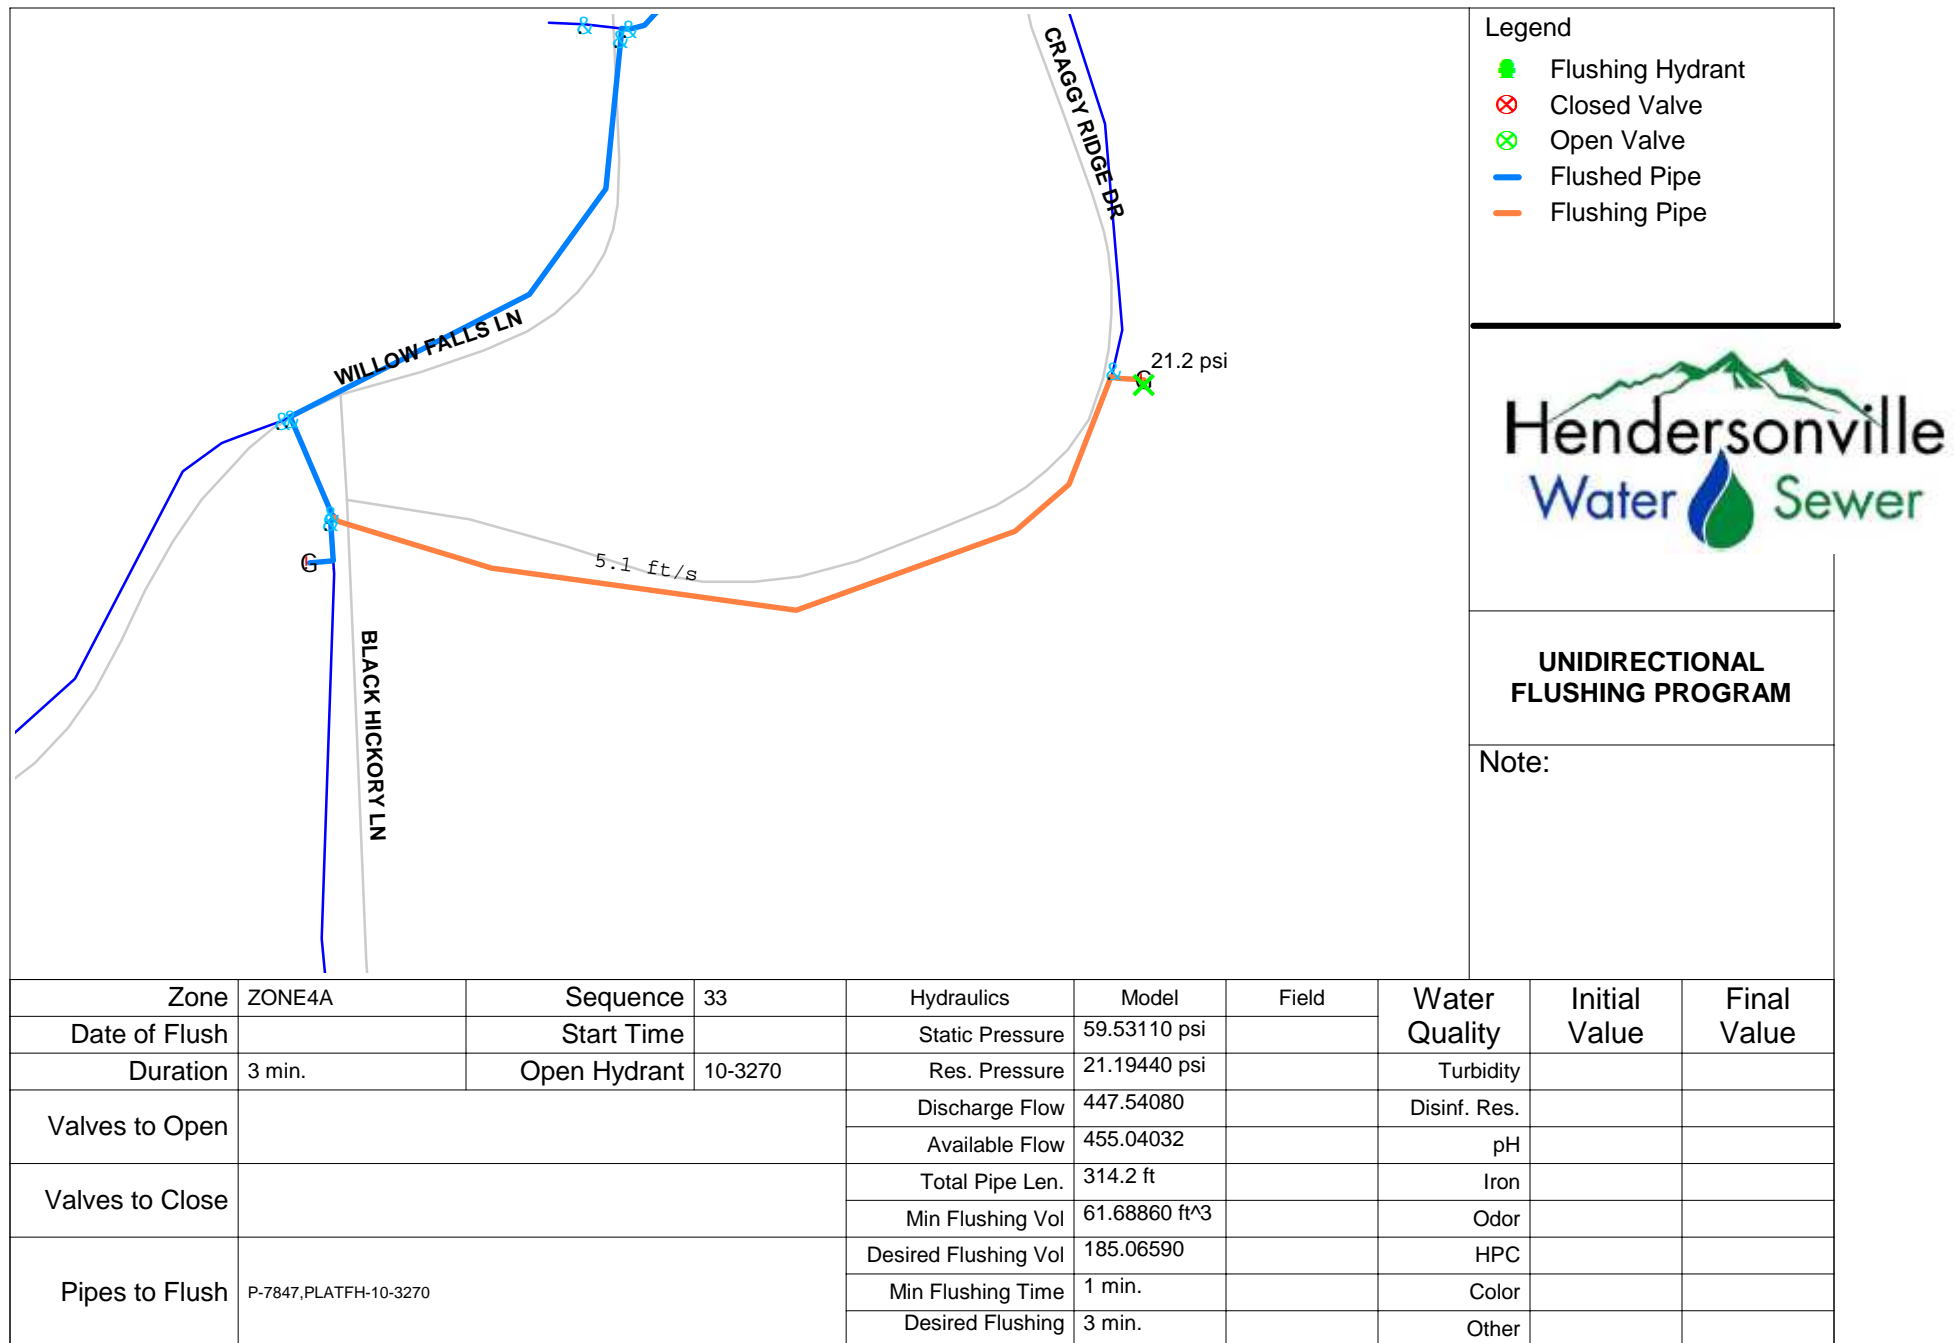 CRAGGY RIDGE DR
WILLOW FALLS LN
21.2 psi
G
G
5.1 ft/s
BLACK HICKORY LN
&
&
&
&
&
&
&
Legend
Flushing Hydrant
Closed Valve
Open Valve
Flushed Pipe
Flushing Pipe
Hendersonville
Water Sewer
UNIDIRECTIONAL
FLUSHING PROGRAM
Note:
Zone ZONE4A Sequence 33 Hydraulics Model Field Water Quality Initial Value Final Value
Date of Flush Start Time Static Pressure 59.53110 psi
Duration 3 min. Open Hydrant 10-3270 Res. Pressure 21.19440 psi Turbidity
Valves to Open Discharge Flow 447.54080 Disinf. Res.
Available Flow 455.04032 pH
Valves to Close Total Pipe Len. 314.2 ft Iron
Min Flushing Vol 61.68860 ft^3 Odor
Pipes to Flush P-7847,PLATFH-10-3270 Desired Flushing Vol 185.06590 HPC
Min Flushing Time 1 min. Color
Desired Flushing 3 min. Other